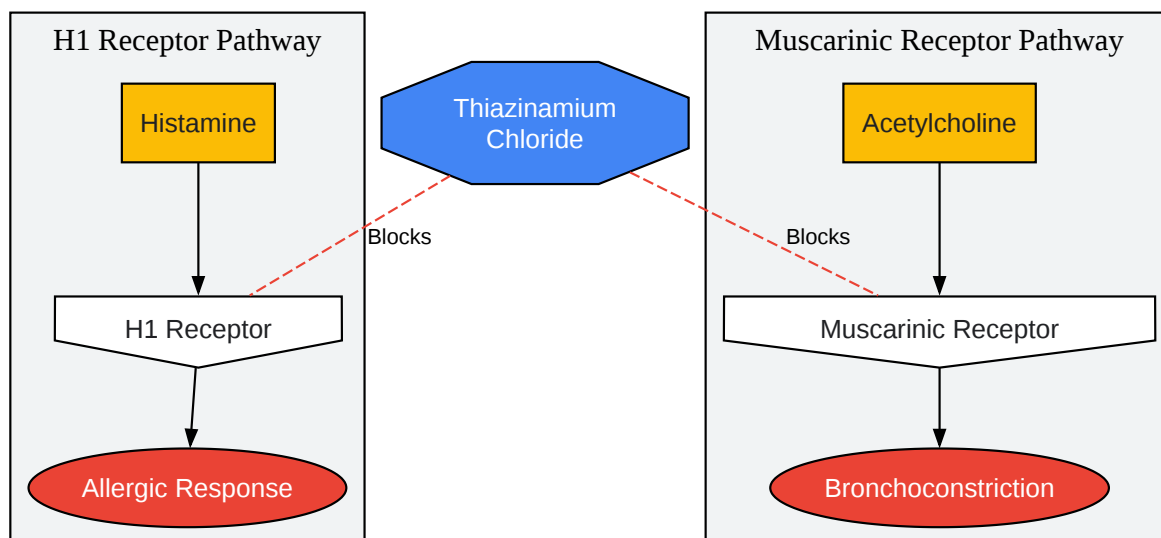 H1 Receptor Pathway
Histamine
Blocks
H1 Receptor
Allergic Response
Thiazinamium
Chloride
Muscarinic Receptor Pathway
Acetylcholine
Blocks
Muscarinic Receptor
Bronchoconstriction